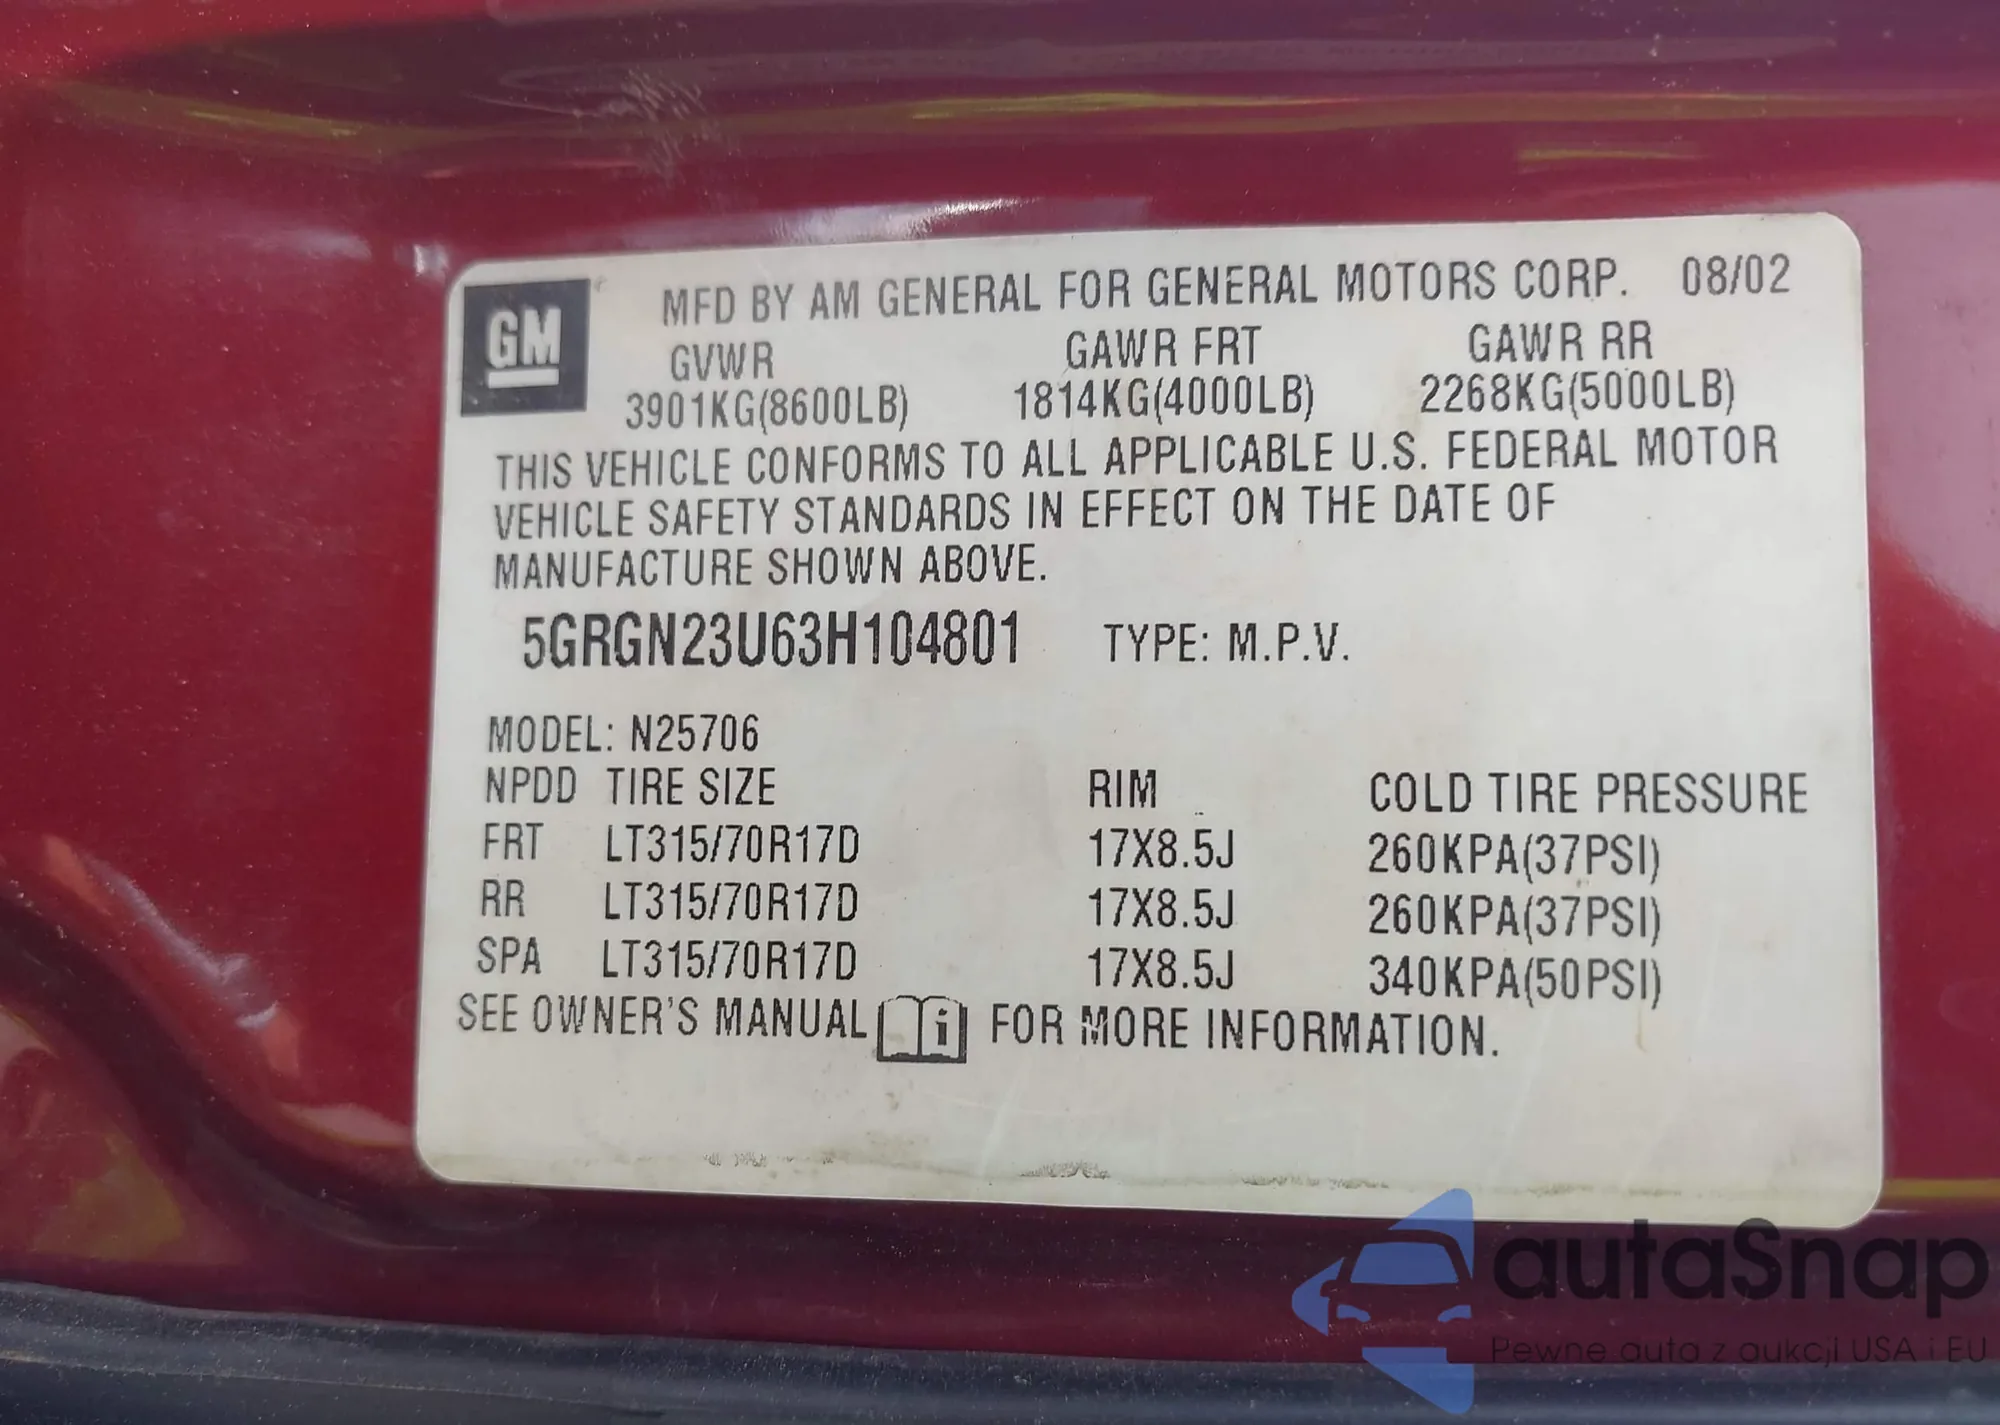 GM
MFD BY AM GENERAL FOR GENERAL MOTORS CORP. 08/02
GVWR GAWR FRT GAWR RR
3901KG(8600LB) 1814KG(4000LB) 2268KG(5000LB)
THIS VEHICLE CONFORMS TO ALL APPLICABLE U.S. FEDERAL MOTOR
VEHICLE SAFETY STANDARDS IN EFFECT ON THE DATE OF
MANUFACTURE SHOWN ABOVE.
5GRGN23U63H104801 TYPE: M.P.V.
MODEL: N25706
NPDD TIRE SIZE RIM COLD TIRE PRESSURE
FRT LT315/70R17D 17X8.5J 260KPA(37PSI)
RR LT315/70R17D 17X8.5J 260KPA(37PSI)
SPA LT315/70R17D 17X8.5J 340KPA(50PSI)
SEE OWNER'S MANUAL i FOR MORE INFORMATION.
autaSnap
Pewne auta z aukcji USA i EU